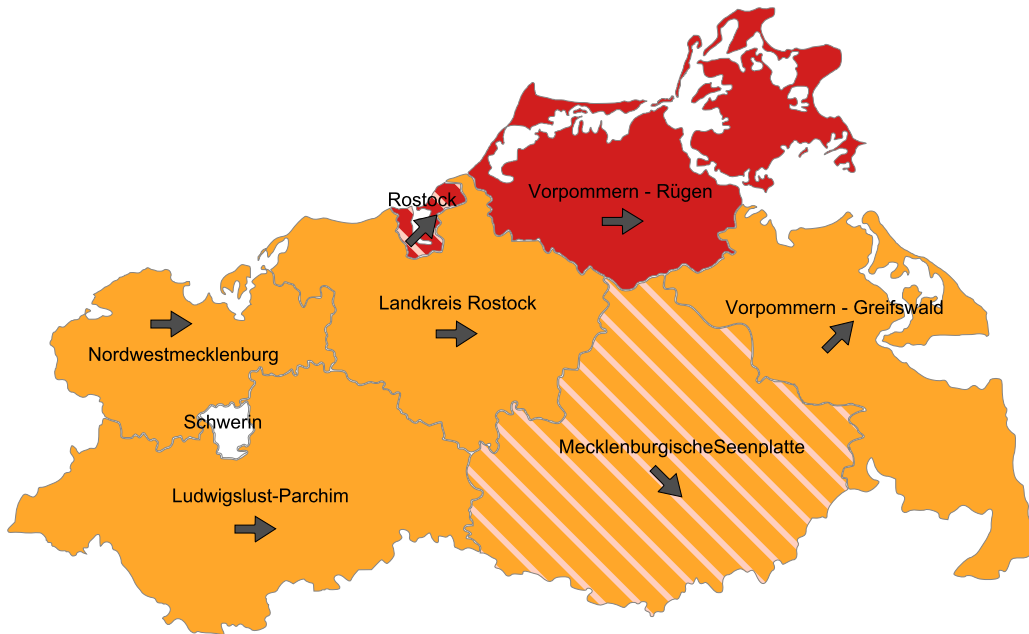 Rostock
Vorpommern - Rügen
Landkreis Rostock
Vorpommern - Greifswald
Nordwestmecklenburg
Schwerin
MecklenburgischeSeenplatte
Ludwigslust-Parchim